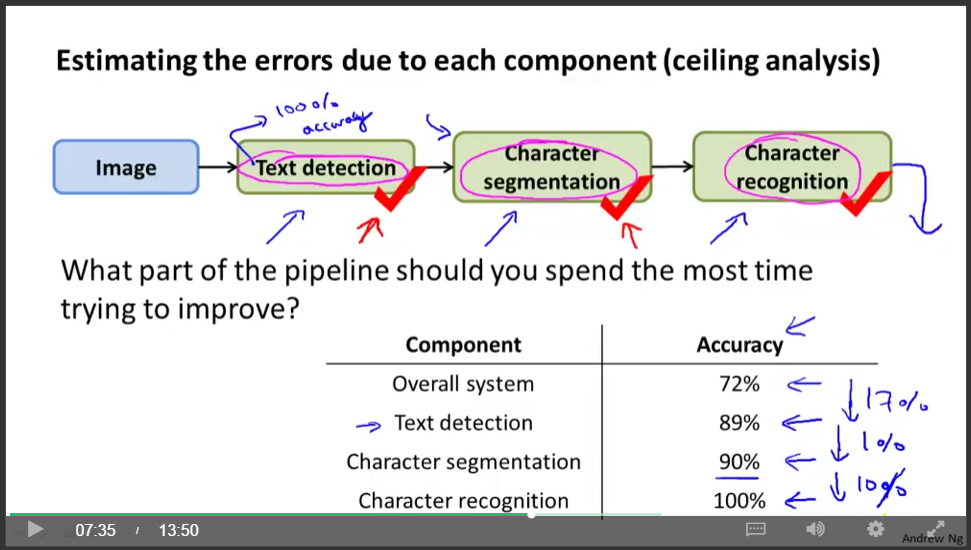 Estimating the errors due to each component (ceiling analysis)
100%
accuracy
Image
Text detection
Character
segmentation
Character
recognition
What part of the pipeline should you spend the most time
trying to improve?
Component Accuracy
Overall system 72%
17%
Text detection 89%
1%
Character segmentation 90%
10%
Character recognition 100%
07:35 / 13:50
Andrew Ng